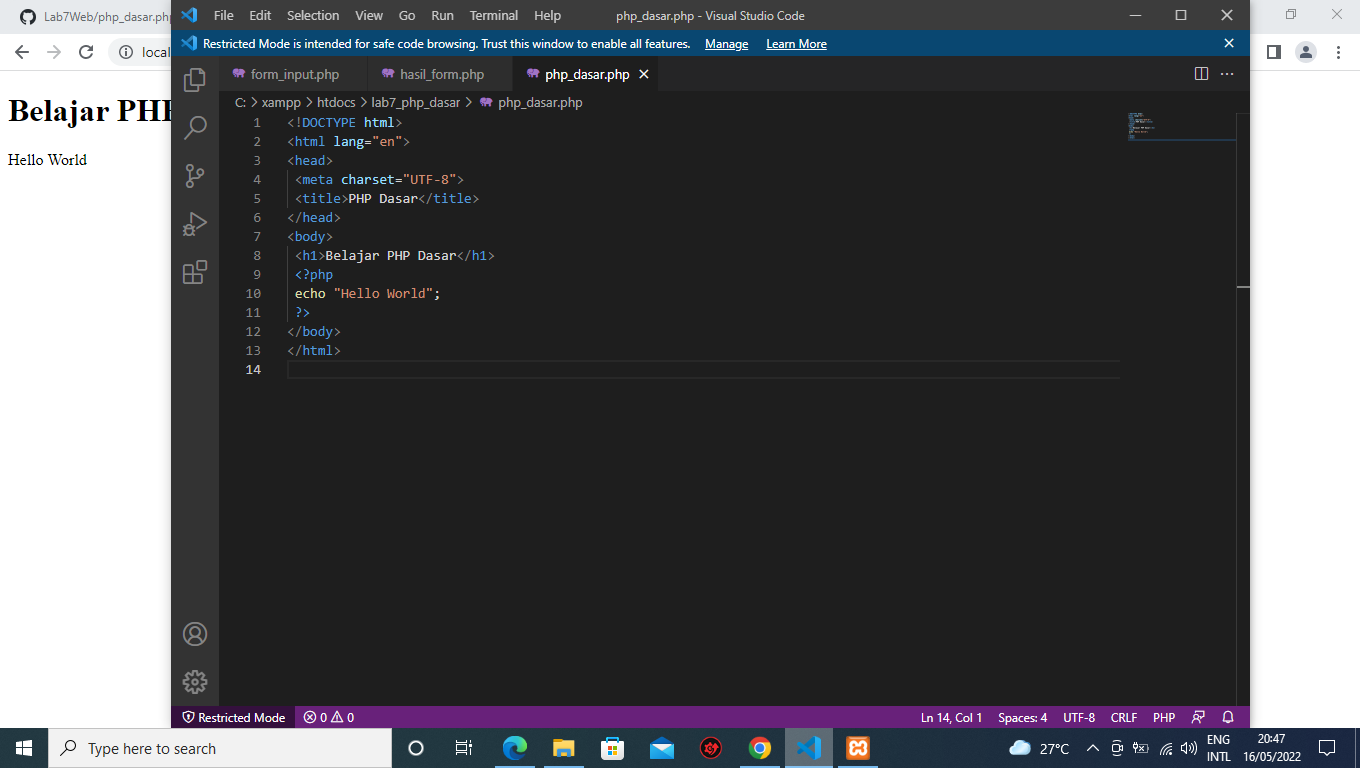 Lab7Web/php_dasar.php
File Edit Selection View Go Run Terminal Help php_dasar.php - Visual Studio Code
Restricted Mode is intended for safe code browsing. Trust this window to enable all features. Manage Learn More
local
form_input.php hasil_form.php php_dasar.php
C: > xampp > htdocs > lab7_php_dasar > php_dasar.php
Belajar PHP
Hello World
1 <!DOCTYPE html>
2 <html lang="en">
3 <head>
4 <meta charset="UTF-8">
5 <title>PHP Dasar</title>
6 </head>
7 <body>
8 <h1>Belajar PHP Dasar</h1>
9 <?php
10 echo "Hello World";
11 ?>
12 </body>
13 </html>
14
Restricted Mode 0 0 Ln 14, Col 1 Spaces: 4 UTF-8 CRLF PHP
Type here to search 27°C ENG 20:47
INTL 16/05/2022